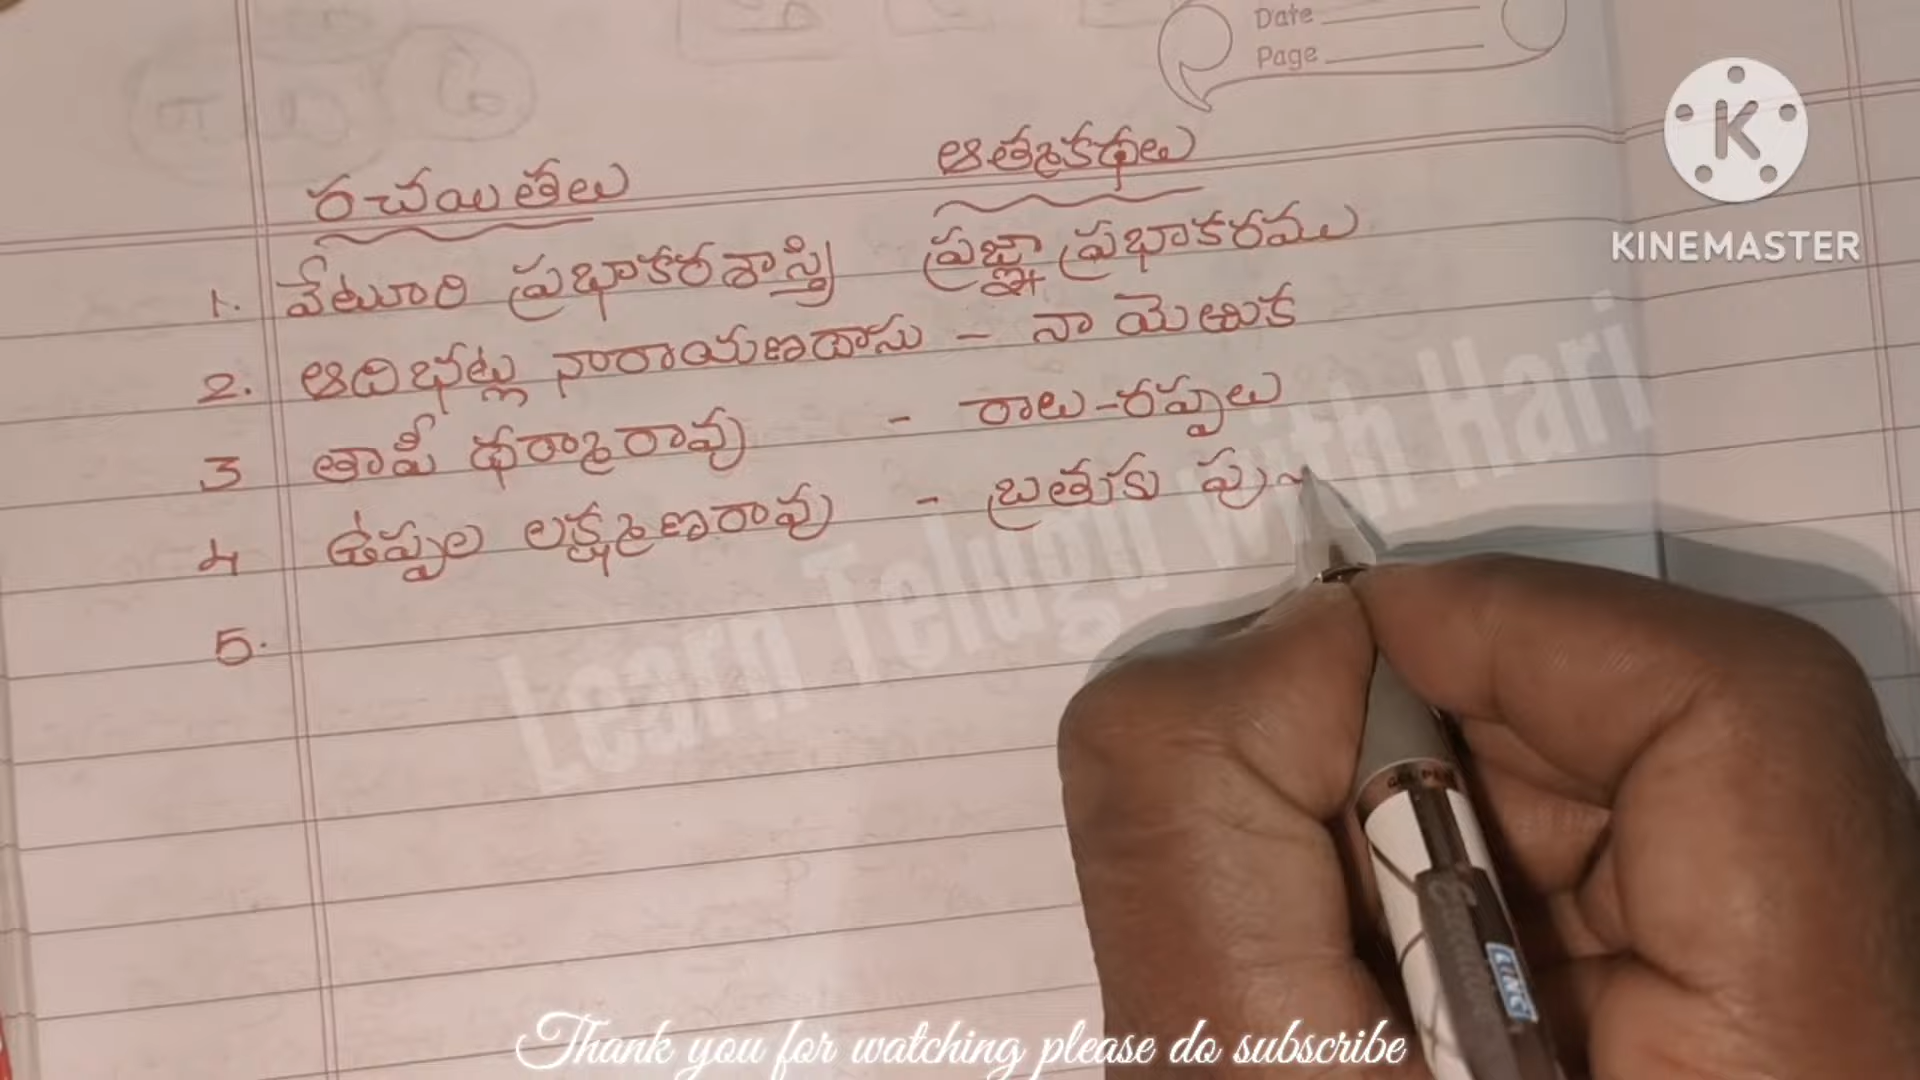 Date
Page
KINEMASTER
రచయితలు ఆత్మకథలు
1. వేటూరి ప్రభాకరశాస్త్రి ప్రజ్ఞా ప్రభాకరము
2. ఆదిభట్ల నారాయణదాసు - నా యెఱుక
3 తాపీ ధర్మారావు - రాలు-రప్పలు
4 ఉప్పల లక్ష్మణరావు - బ్రతుకు పు
5.
Learn Telugu with Hari
Thank you for watching please do subscribe